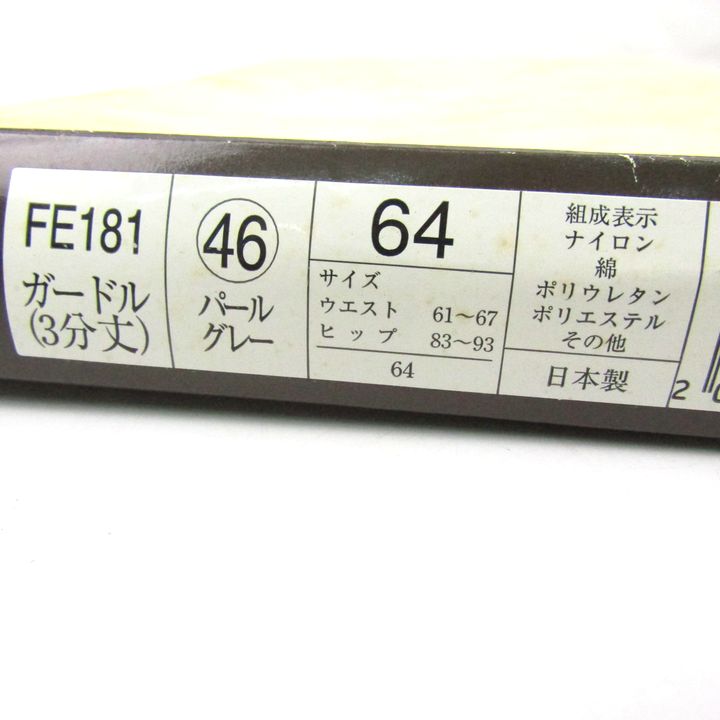 FE181
ガードル
(3分丈)
46
パール
グレー
64
サイズ
ウエスト 61～67
ヒップ 83～93
64
組成表示
ナイロン
綿
ポリウレタン
ポリエステル
その他
日本製
2